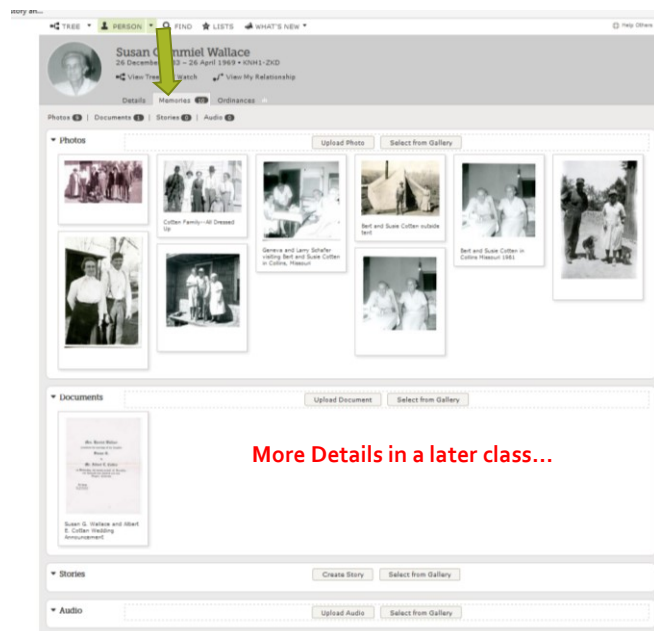 TREE PERSON FIND LISTS WHAT'S NEW Help Others
Susan Wallace
26 April 1969 • KNH1-ZKD
View Tree Watch View My Relationship
Details Memories 10 Ordinances
Photos 9 | Documents 1 | Stories 0 | Audio 0
Photos
Upload Photo Select from Gallery
Cotten Family--All Dressed
Up
Geneva and Larry Schafer
visiting Bert and Susie Cotten
in Collins, Missouri
Bert and Susie Cotten outside
tent
Bert and Susie Cotten in
Collins Missouri 1961
Documents
Upload Document Select from Gallery
More Details in a later class...
Susan G. Wallace and Albert
E. Cotten Wedding
Announcement
Stories
Create Story Select from Gallery
Audio
Upload Audio Select from Gallery